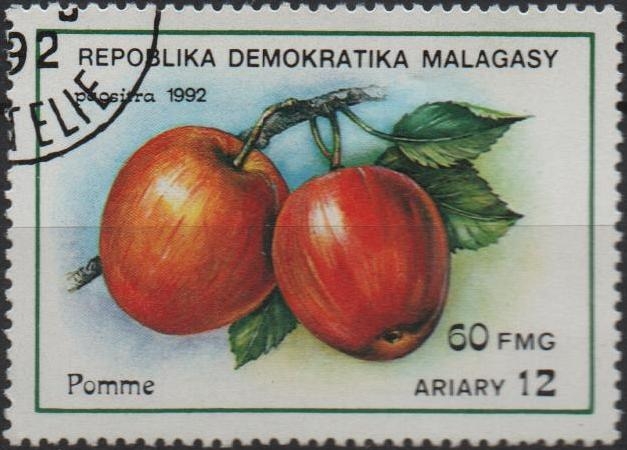 92
TELIE
REPOBLIKA DEMOKRATIKA MALAGASY
paositra 1992
60 FMG
Pomme
ARIARY 12